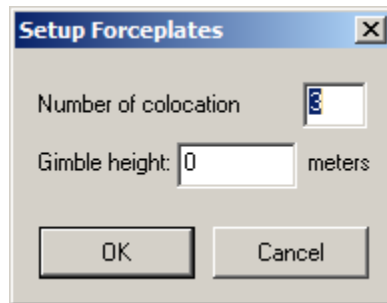 Setup Forceplates
Number of colocation 3
Gimble height: 0 meters
OK Cancel